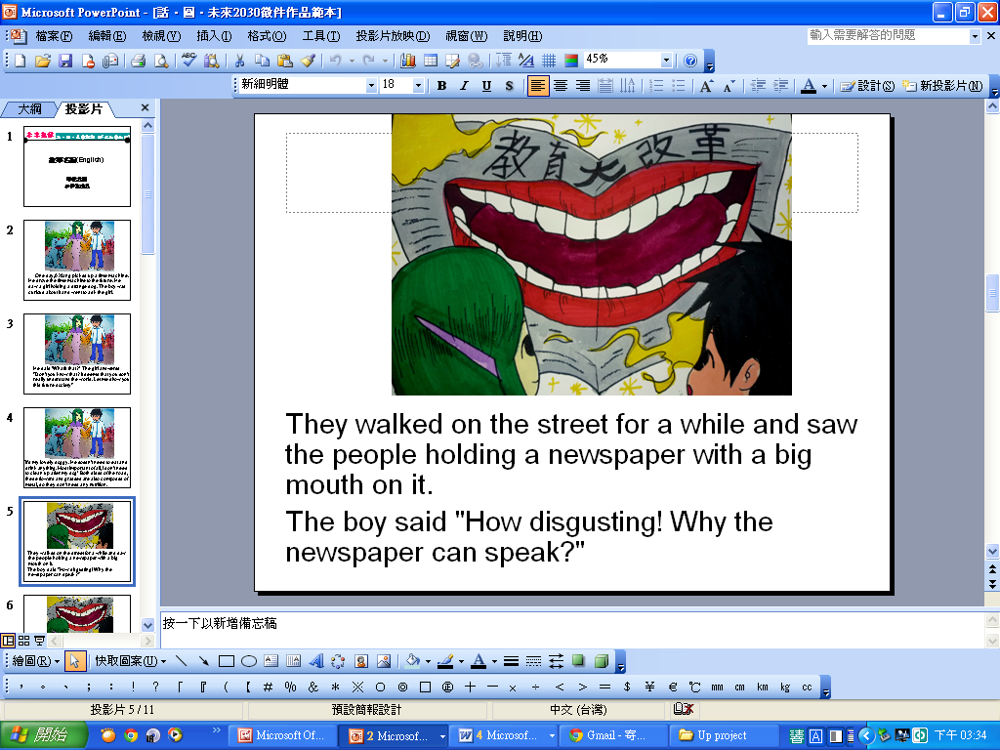 Microsoft PowerPoint - [話‧圖‧未來2030徵件作品範本]
檔案(F) 編輯(E) 檢視(V) 插入(I) 格式(O) 工具(T) 投影片放映(D) 視窗(W) 說明(H) 輸入需要解答的問題
45%
新細明體 18 B I U S A A A 設計(S) 新投影片(N)
大綱 投影片
1
2
3
4
5
6
教育大改革
They walked on the street for a while and saw
the people holding a newspaper with a big
mouth on it.
The boy said "How disgusting! Why the
newspaper can speak?"
按一下以新增備忘稿
繪圖(R) 快取圖案(U)
, 、 。 ; : ! ? 「 『 ( 【 # % & * ※ ○ ◎ □ ㊣ + - × ÷ < > = $ ¥ € ℃ mm cm km kg cc
投影片 5 / 11 預設簡報設計 中文 (台灣)
開始 Microsoft Of... 2 Microsof... 4 Microsof... Gmail - 寄... Up project 下午 03:34